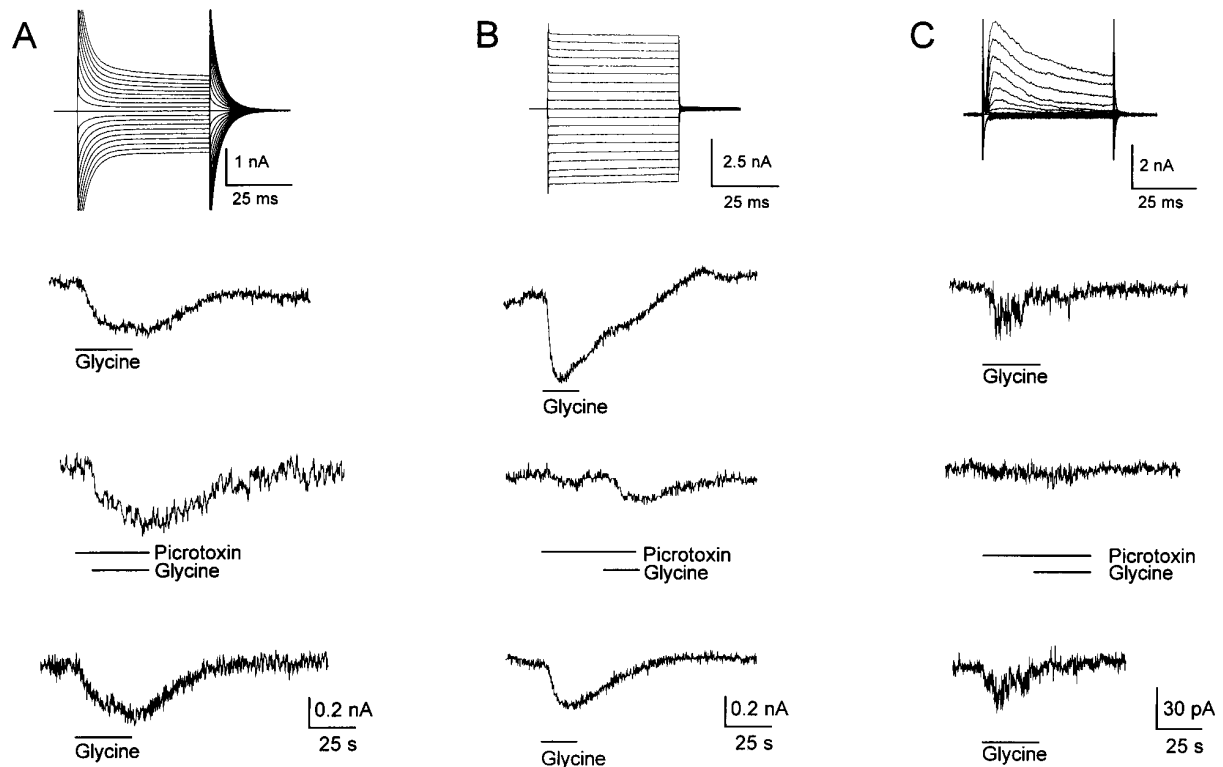 A
B
C
1 nA
25 ms
2.5 nA
25 ms
2 nA
25 ms
Glycine
Glycine
Glycine
Picrotoxin
Glycine
Picrotoxin
Glycine
Picrotoxin
Glycine
Glycine
0.2 nA
25 s
Glycine
0.2 nA
25 s
Glycine
30 pA
25 s